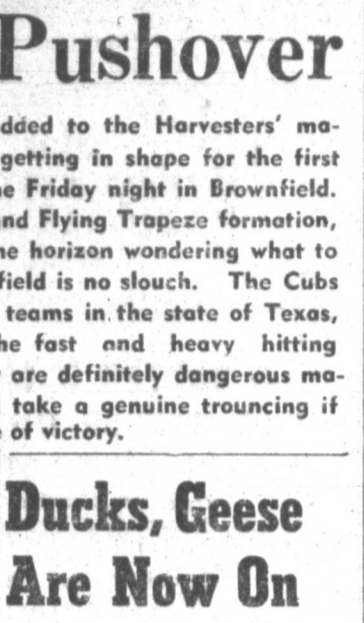 Pushover
dded to the Harvesters' ma-
getting in shape for the first
e Friday night in Brownfield.
nd Flying Trapeze formation,
ne horizon wondering what to
field is no slouch. The Cubs
teams in the state of Texas,
he fast and heavy hitting
are definitely dangerous ma-
take a genuine trouncing if
of victory.
Ducks, Geese
Are Now On